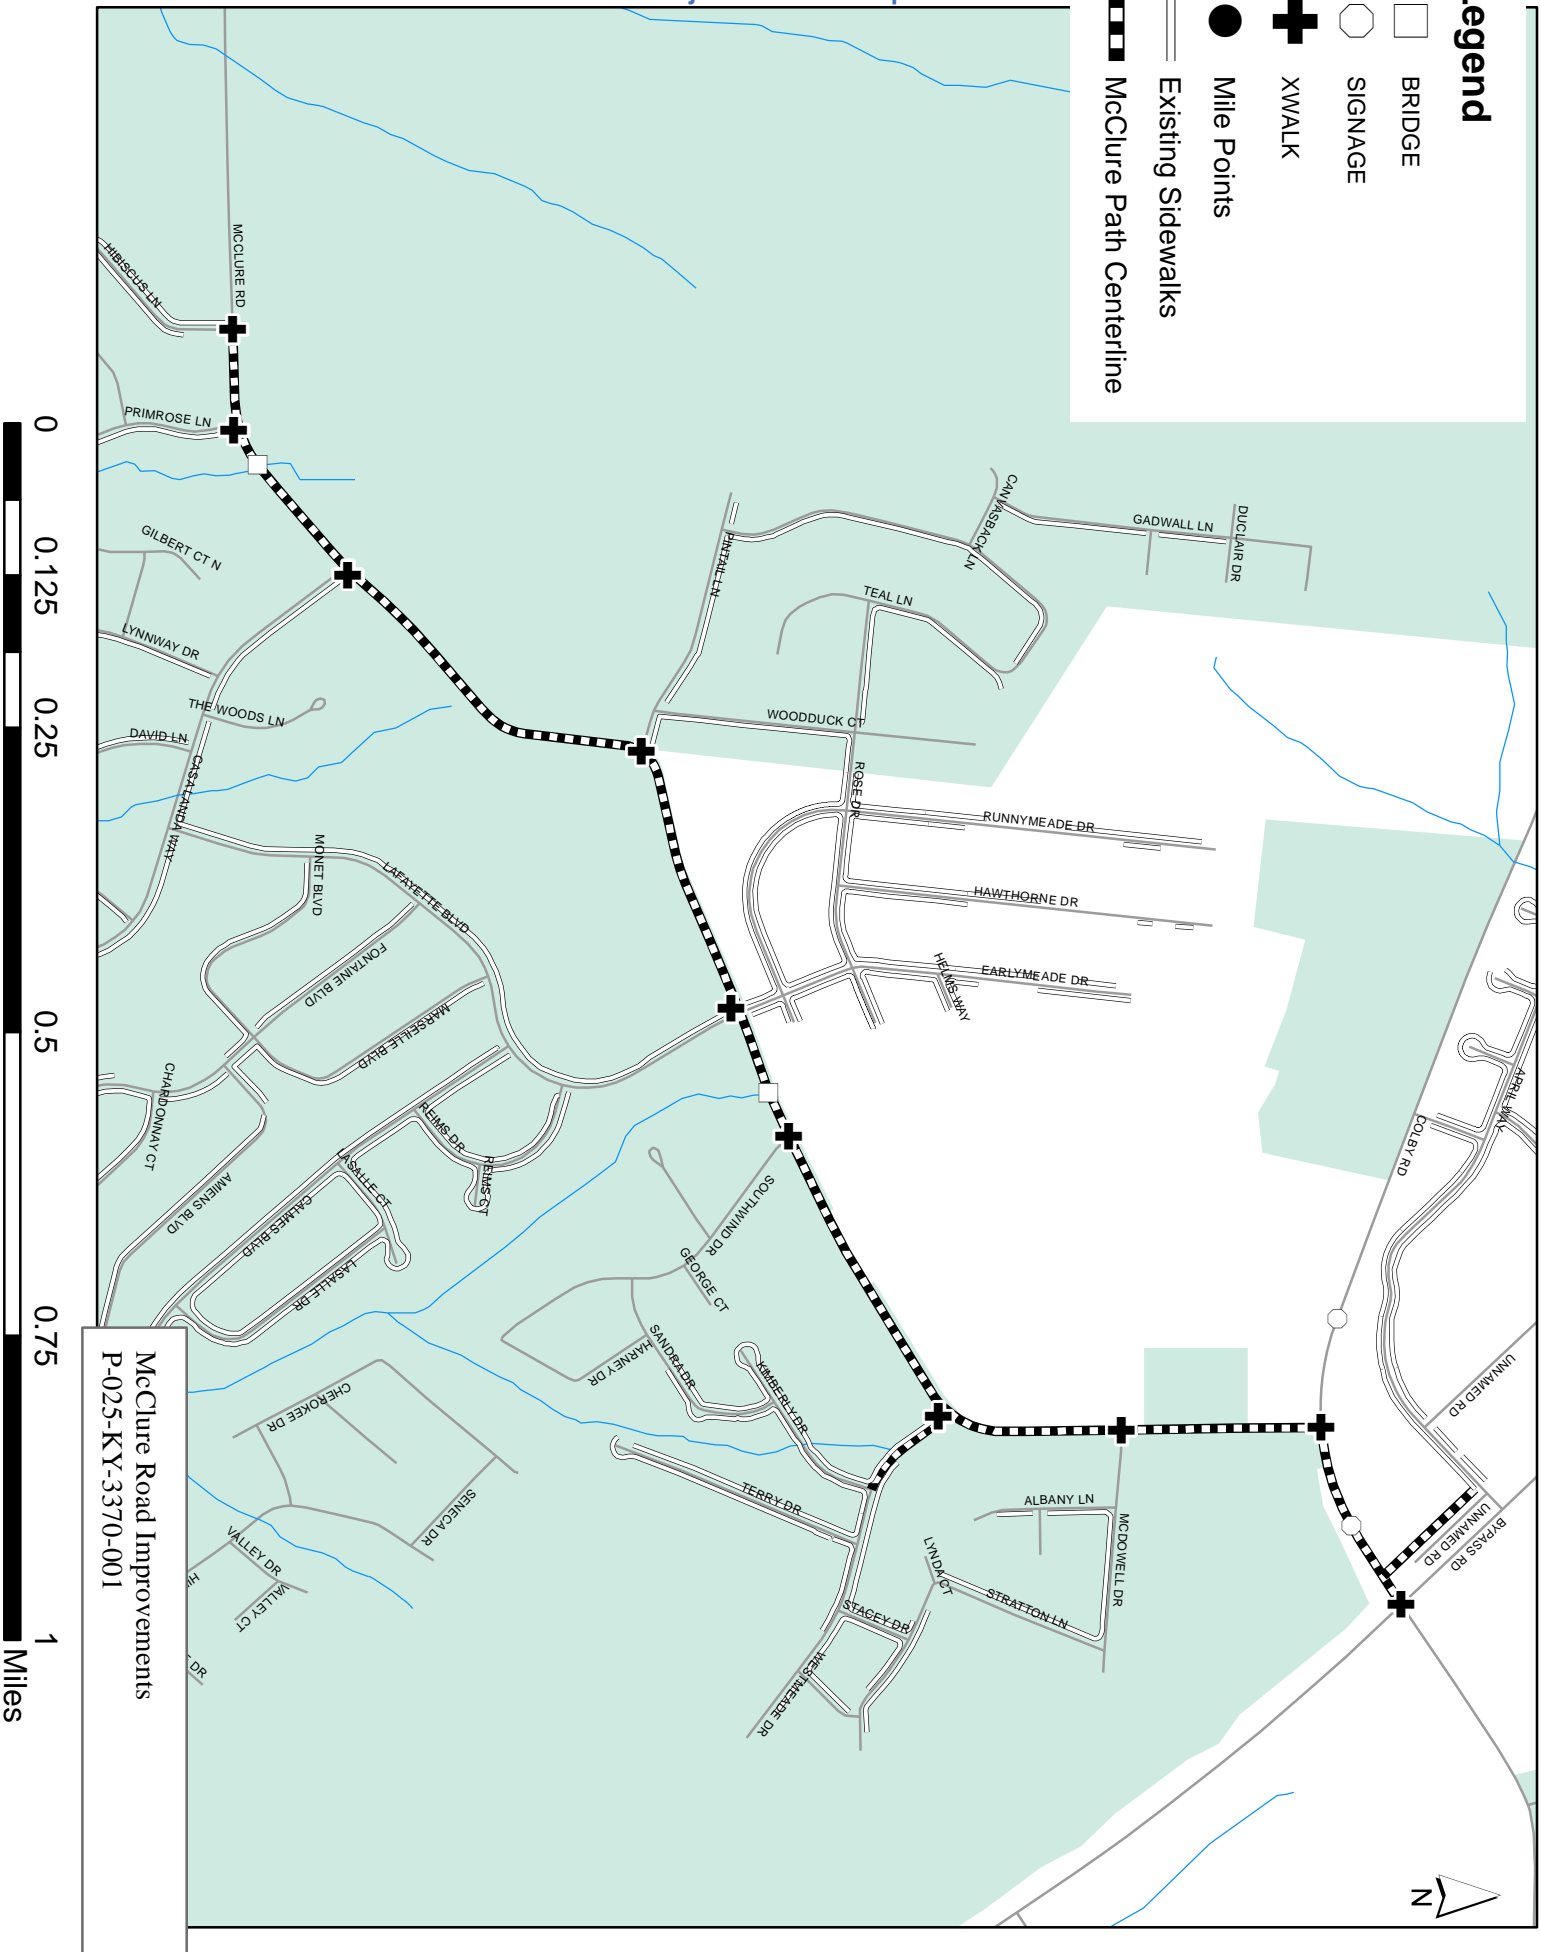 egend
BRIDGE
SIGNAGE
XWALK
Mile Points
Existing Sidewalks
McClure Path Centerline
MCCLURE RD
HIBISCUS LN
PRIMROSE LN
GILBERT CT N
LYNNWAY DR
THE WOODS LN
DAVID LN
CASALANDA WAY
MONET BLVD
LAFAYETTE BLVD
FONTAINE BLVD
MARSEILLE BLVD
CHARDONNAY CT
AMIENS BLVD
REIMS DR
REIMS CT
LASALLE CT
CALMES BLVD
LASALLE DR
PINTAIL LN
CANVASBACK LN
GADWALL LN
DUCLAIR DR
TEAL LN
WOODDUCK CT
ROSE DR
RUNNYMEADE DR
HAWTHORNE DR
EARLYMEADE DR
HELMS WAY
SOUTHWIND DR
GEORGE CT
SANDRA DR
HARNEY DR
KIMBERLY DR
TERRY DR
CHEROKEE DR
SENECA DR
VALLEY DR
VALLEY CT
HI
DR
ALBANY LN
MCDOWELL DR
LYNDA CT
STRATTON LN
STACEY DR
WESTMEADE DR
COLBY RD
APRIL WAY
UNNAMED RD
UNNAMED RD
BYPASS RD
N
0
0.125
0.25
0.5
0.75
1
Miles
McClure Road Improvements
P-025-KY-3370-001